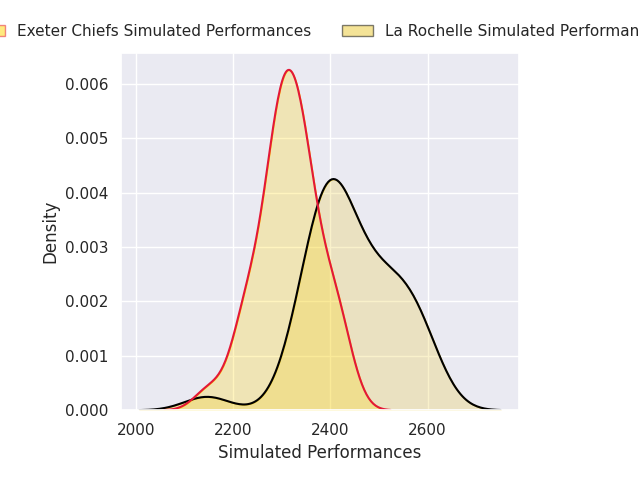 Exeter Chiefs Simulated Performances
La Rochelle Simulated
0.006
0.005
0.004
0.003
0.002
0.001
0.000
Density
2000 2200 2400 2600
Simulated Performances